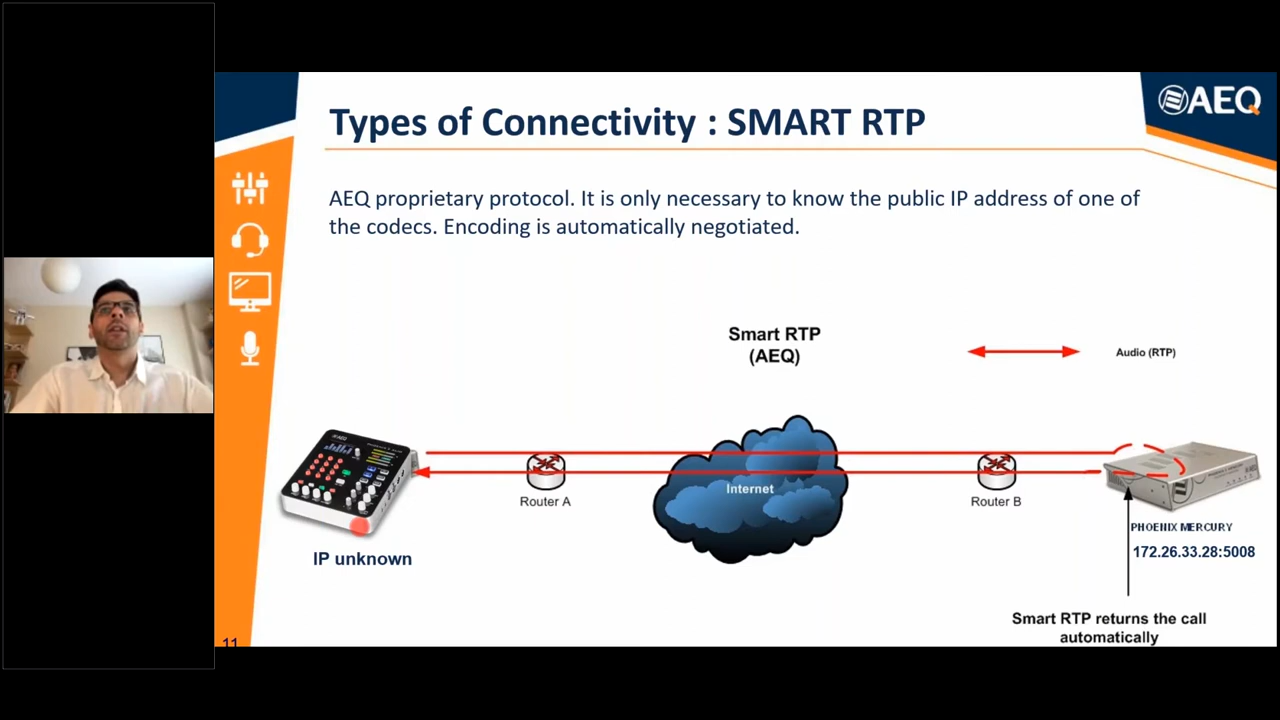 AEQ
Types of Connectivity : SMART RTP
AEQ proprietary protocol. It is only necessary to know the public IP address of one of
the codecs. Encoding is automatically negotiated.
Smart RTP
(AEQ)
Audio (RTP)
AEQ
Router A
Internet
Router B
PHOENIX MERCURY
172.26.33.28:5008
IP unknown
Smart RTP returns the call
automatically
11